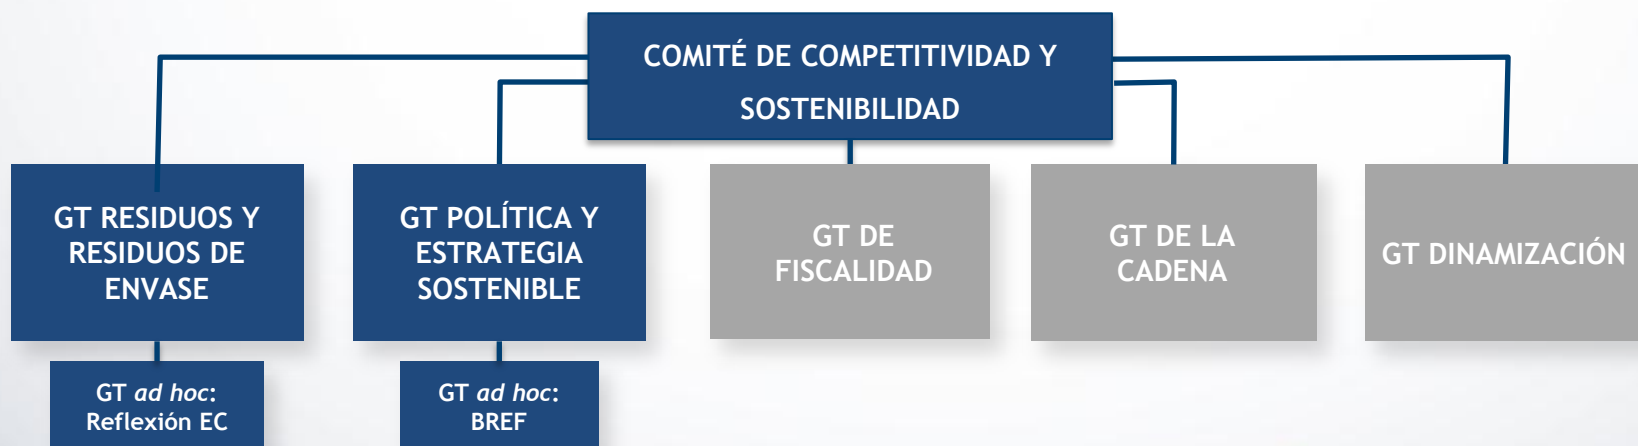 COMITÉ DE COMPETITIVIDAD Y
SOSTENIBILIDAD
GT RESIDUOS Y
RESIDUOS DE
ENVASE
GT POLÍTICA Y
ESTRATEGIA
SOSTENIBLE
GT DE
FISCALIDAD
GT DE LA
CADENA
GT DINAMIZACIÓN
GT ad hoc:
Reflexión EC
GT ad hoc:
BREF